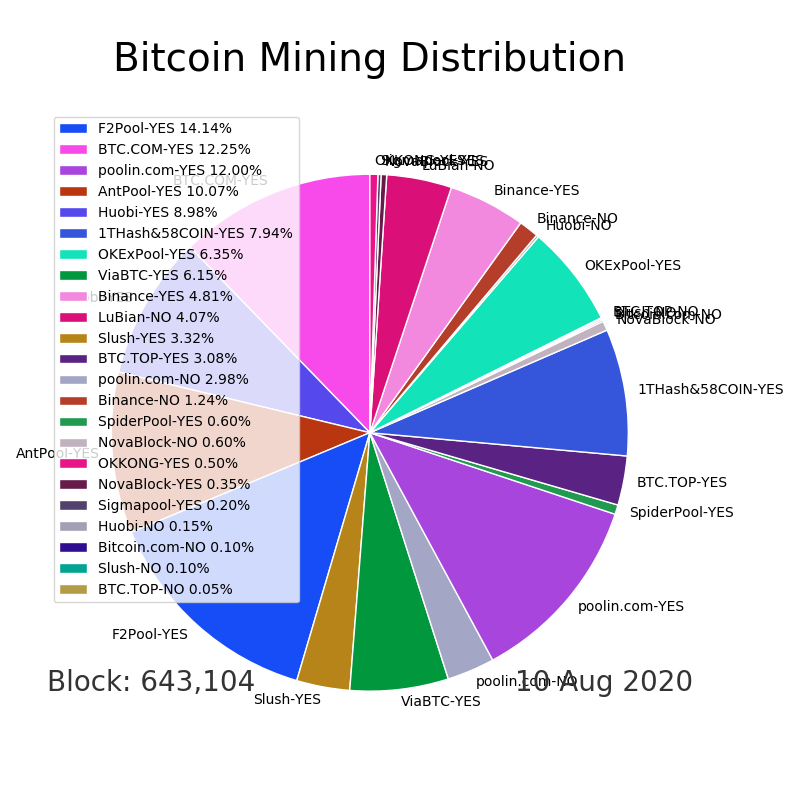 Bitcoin Mining Distribution
F2Pool-YES 14.14%
BTC.COM-YES 12.25%
poolin.com-YES 12.00%
AntPool-YES 10.07%
Huobi-YES 8.98%
1THash&58COIN-YES 7.94%
OKExPool-YES 6.35%
ViaBTC-YES 6.15%
Binance-YES 4.81%
LuBian-NO 4.07%
Slush-YES 3.32%
BTC.TOP-YES 3.08%
poolin.com-NO 2.98%
Binance-NO 1.24%
SpiderPool-YES 0.60%
NovaBlock-NO 0.60%
OKKONG-YES 0.50%
NovaBlock-YES 0.35%
Sigmapool-YES 0.20%
Huobi-NO 0.15%
Bitcoin.com-NO 0.10%
Slush-NO 0.10%
BTC.TOP-NO 0.05%
BTC.COM-YES
AntPool-YES
F2Pool-YES
Slush-YES
ViaBTC-YES
poolin.com-NO
poolin.com-YES
SpiderPool-YES
BTC.TOP-YES
1THash&58COIN-YES
NovaBlock-NO
OKExPool-YES
Huobi-NO
Binance-NO
Binance-YES
LuBian-NO
Block: 643,104
10 Aug 2020